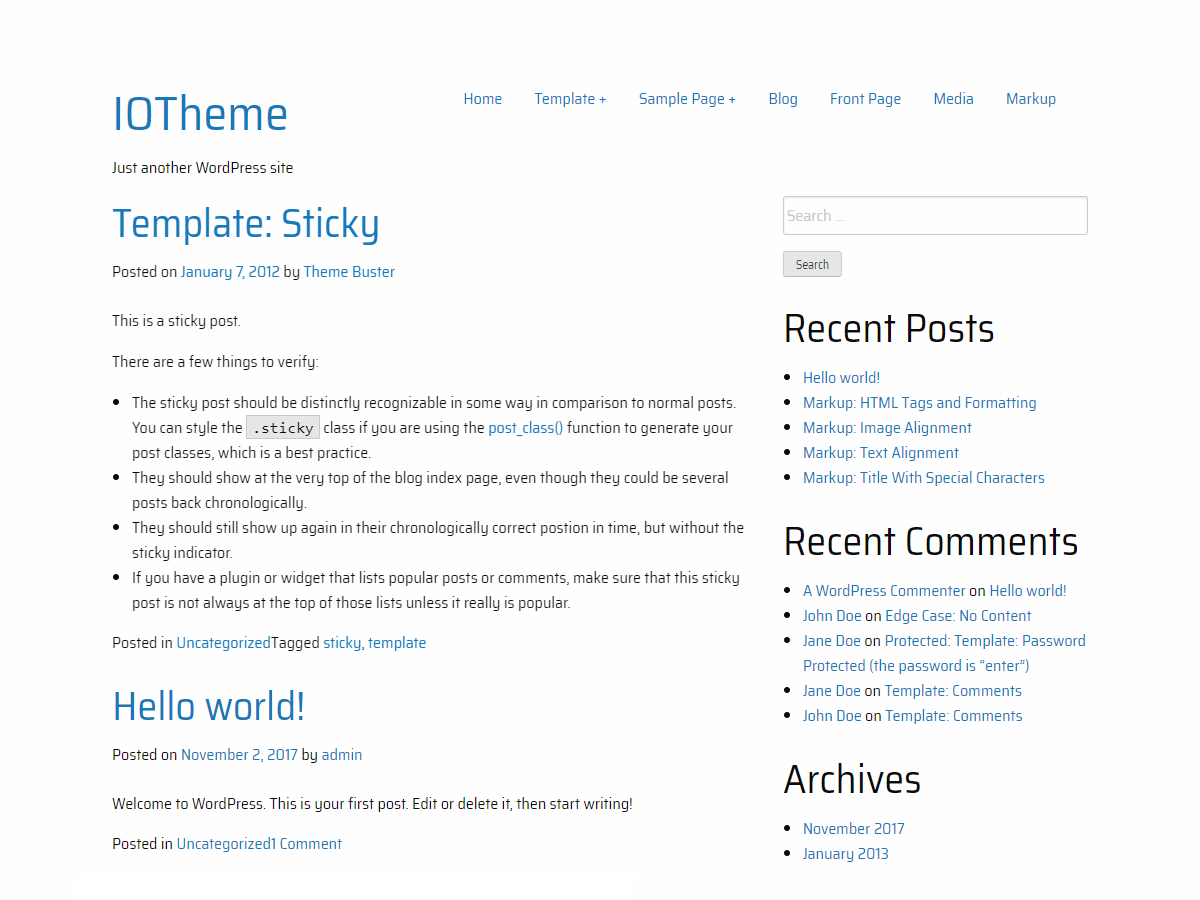 IOTheme
Home Template + Sample Page + Blog Front Page Media Markup
Just another WordPress site
Template: Sticky
Posted on January 7, 2012 by Theme Buster
This is a sticky post.
There are a few things to verify:
The sticky post should be distinctly recognizable in some way in comparison to normal posts.
You can style the .sticky class if you are using the post_class() function to generate your
post classes, which is a best practice.
They should show at the very top of the blog index page, even though they could be several
posts back chronologically.
They should still show up again in their chronologically correct postion in time, but without the
sticky indicator.
If you have a plugin or widget that lists popular posts or comments, make sure that this sticky
post is not always at the top of those lists unless it really is popular.
Posted in UncategorizedTagged sticky, template
Hello world!
Posted on November 2, 2017 by admin
Welcome to WordPress. This is your first post. Edit or delete it, then start writing!
Posted in Uncategorized1 Comment
Search ...
Search
Recent Posts
Hello world!
Markup: HTML Tags and Formatting
Markup: Image Alignment
Markup: Text Alignment
Markup: Title With Special Characters
Recent Comments
A WordPress Commenter on Hello world!
John Doe on Edge Case: No Content
Jane Doe on Protected: Template: Password
Protected (the password is “enter”)
Jane Doe on Template: Comments
John Doe on Template: Comments
Archives
November 2017
January 2013